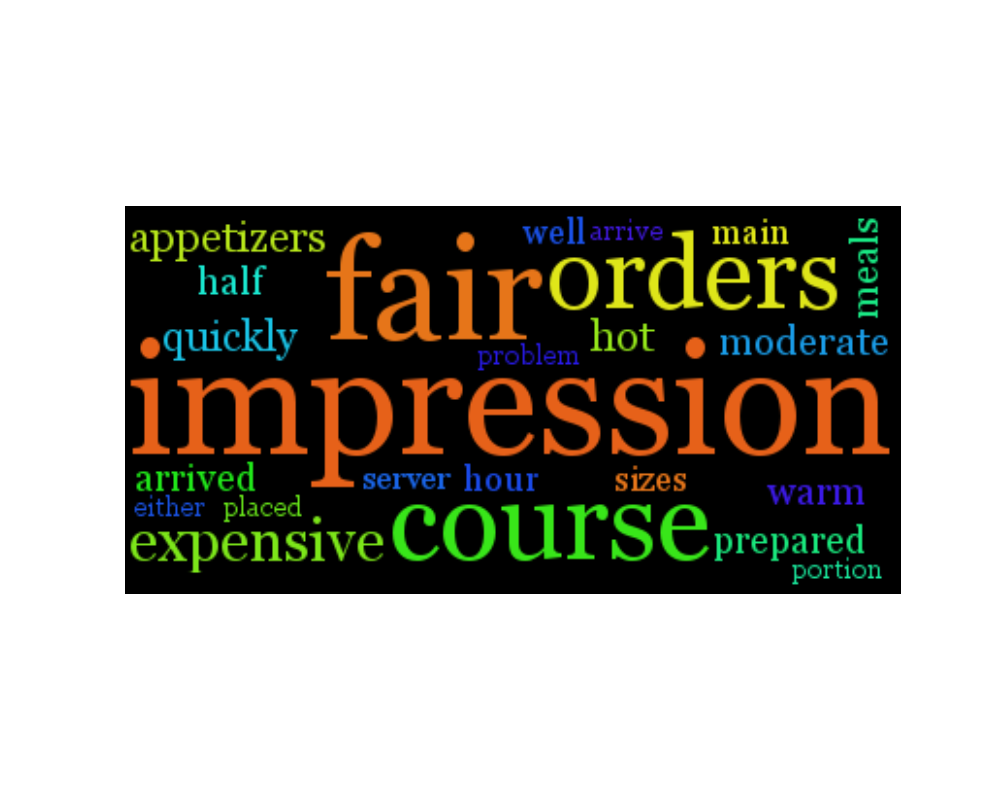 appetizers
fair
well
arrive
main
meals
orders
half
quickly
problem
hot
moderate
impression
arrived
server
hour
sizes
warm
either
placed
expensive
course
prepared
portion